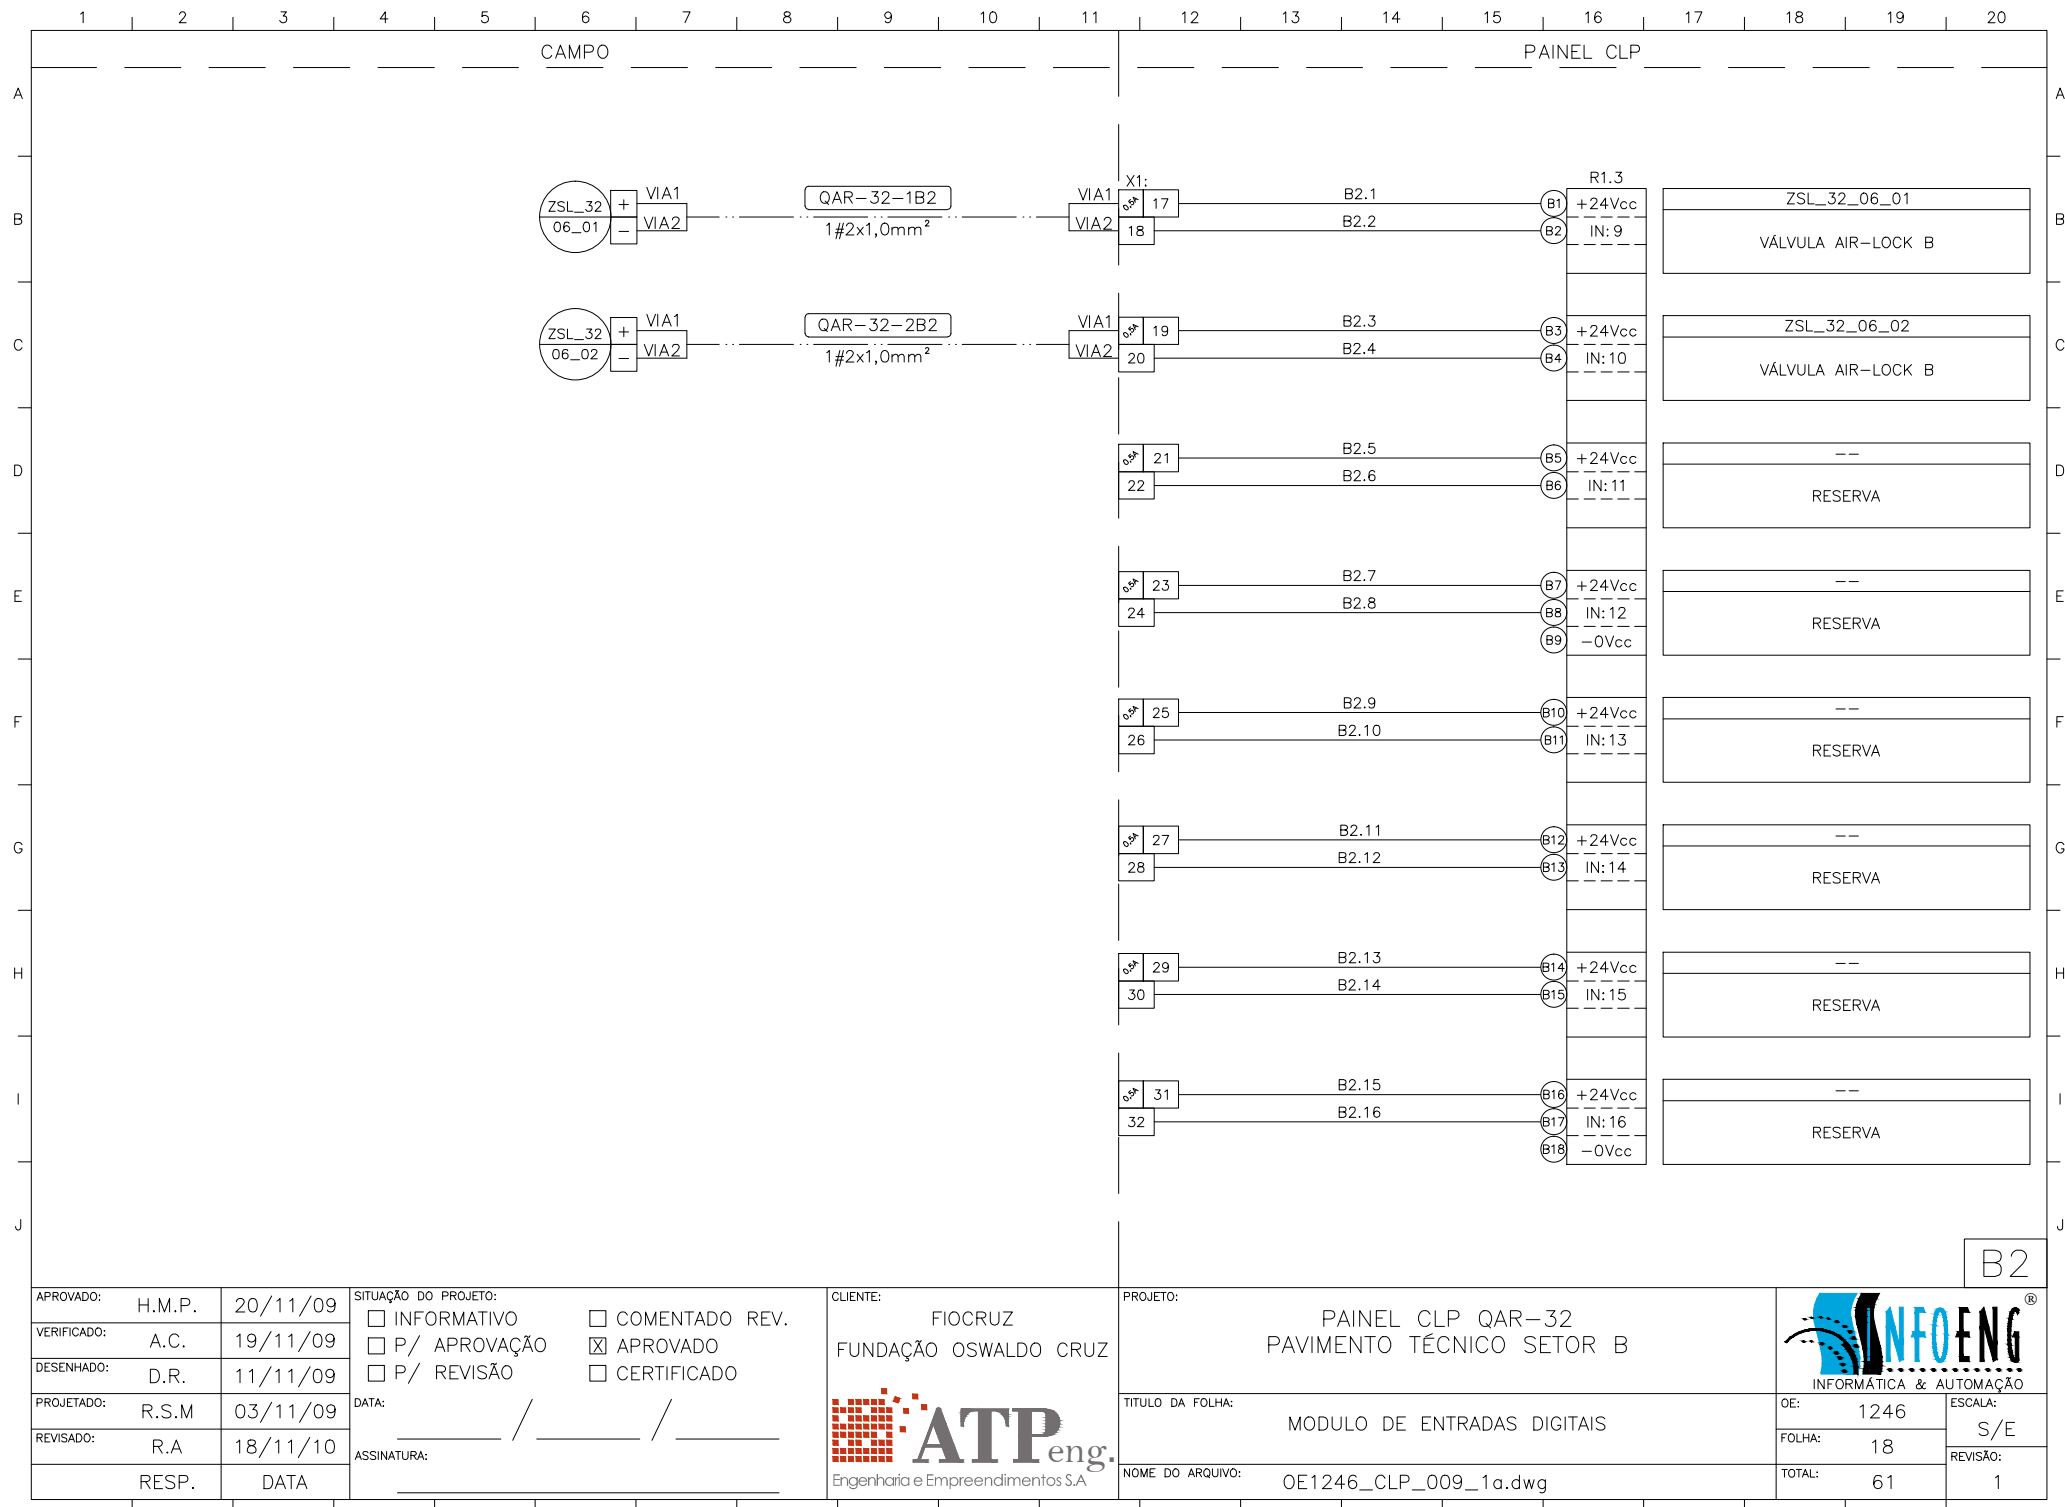 1 2 3 4 5 6 7 8 9 10 11 12 13 14 15 16 17 18 19 20
CAMPO PAINEL CLP
A A
X1: R1.3
B ZSL_32 06_01 + − VIA1 VIA2 QAR-32-1B2 1#2x1,0mm² VIA1 VIA2 0,5A 17 18 B2.1 B2.2 B1 B2 +24Vcc IN:9 B
ZSL_32_06_01
VÁLVULA AIR-LOCK B
C ZSL_32 06_02 + − VIA1 VIA2 QAR-32-2B2 1#2x1,0mm² VIA1 VIA2 0,5A 19 20 B2.3 B2.4 B3 B4 +24Vcc IN:10 C
ZSL_32_06_02
VÁLVULA AIR-LOCK B
D 0,5A 21 22 B2.5 B2.6 B5 B6 +24Vcc IN:11 D
--
RESERVA
E 0,5A 23 24 B2.7 B2.8 B7 B8 B9 +24Vcc IN:12 -0Vcc E
--
RESERVA
F 0,5A 25 26 B2.9 B2.10 B10 B11 +24Vcc IN:13 F
--
RESERVA
G 0,5A 27 28 B2.11 B2.12 B12 B13 +24Vcc IN:14 G
--
RESERVA
H 0,5A 29 30 B2.13 B2.14 B14 B15 +24Vcc IN:15 H
--
RESERVA
I 0,5A 31 32 B2.15 B2.16 B16 B17 B18 +24Vcc IN:16 -0Vcc I
--
RESERVA
J J
B2
APROVADO: H.M.P. 20/11/09
VERIFICADO: A.C. 19/11/09
DESENHADO: D.R. 11/11/09
PROJETADO: R.S.M 03/11/09
REVISADO: R.A 18/11/10
RESP. DATA
SITUAÇÃO DO PROJETO:
INFORMATIVO COMENTADO REV.
P/ APROVAÇÃO X APROVADO
P/ REVISÃO CERTIFICADO
DATA: / /
ASSINATURA:
CLIENTE:
FIOCRUZ
FUNDAÇÃO OSWALDO CRUZ
ATPeng.
Engenharia e Empreendimentos S.A
PROJETO:
PAINEL CLP QAR-32
PAVIMENTO TÉCNICO SETOR B
TITULO DA FOLHA:
MODULO DE ENTRADAS DIGITAIS
NOME DO ARQUIVO: OE1246_CLP_009_1a.dwg
INFOENG®
INFORMÁTICA & AUTOMAÇÃO
OE: 1246
FOLHA: 18
TOTAL: 61
ESCALA:
S/E
REVISÃO:
1